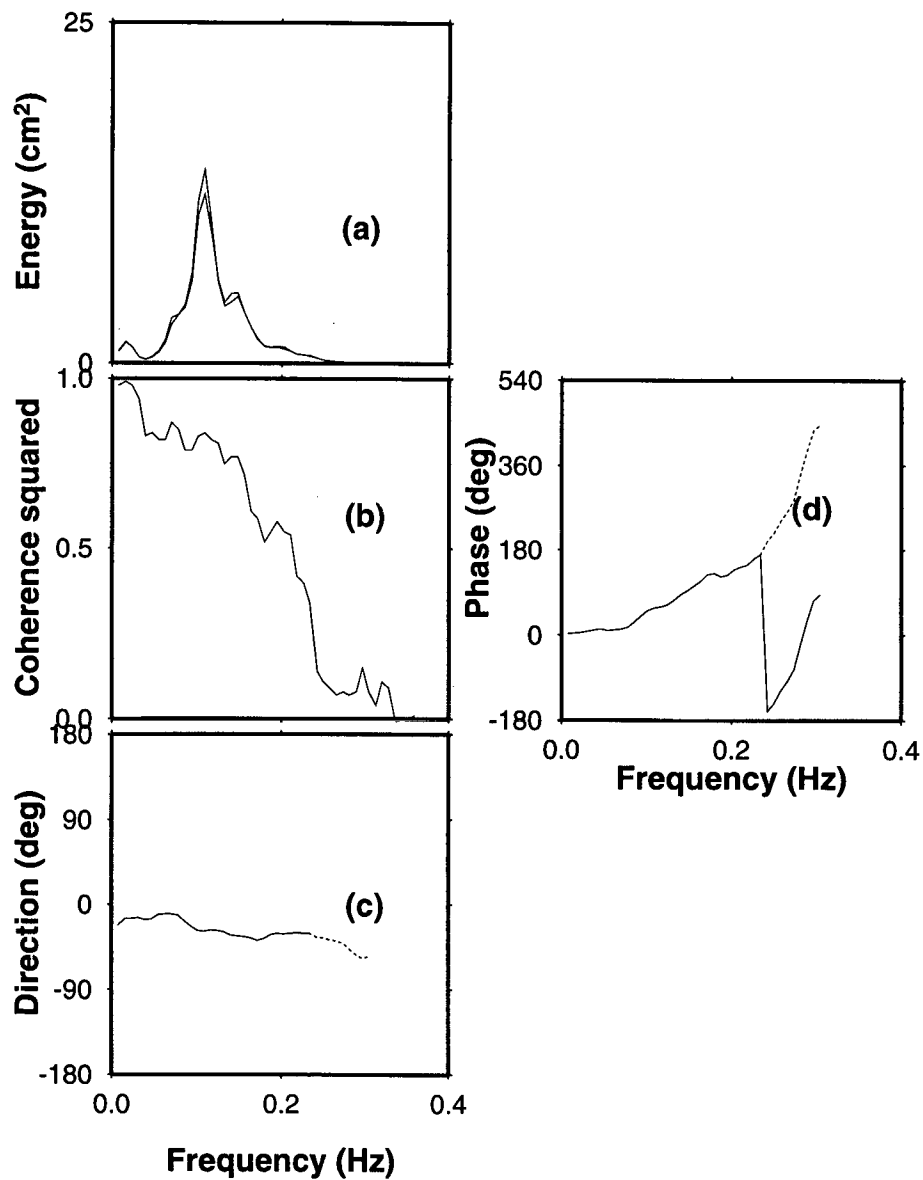 25
Energy (cm²)
(a)
0
1.0
Coherence squared
0.5
(b)
0.0
540
360
180
0
-180
Phase (deg)
(d)
0.0 0.2 0.4
Frequency (Hz)
180
90
0
-90
-180
Direction (deg)
(c)
0.0 0.2 0.4
Frequency (Hz)